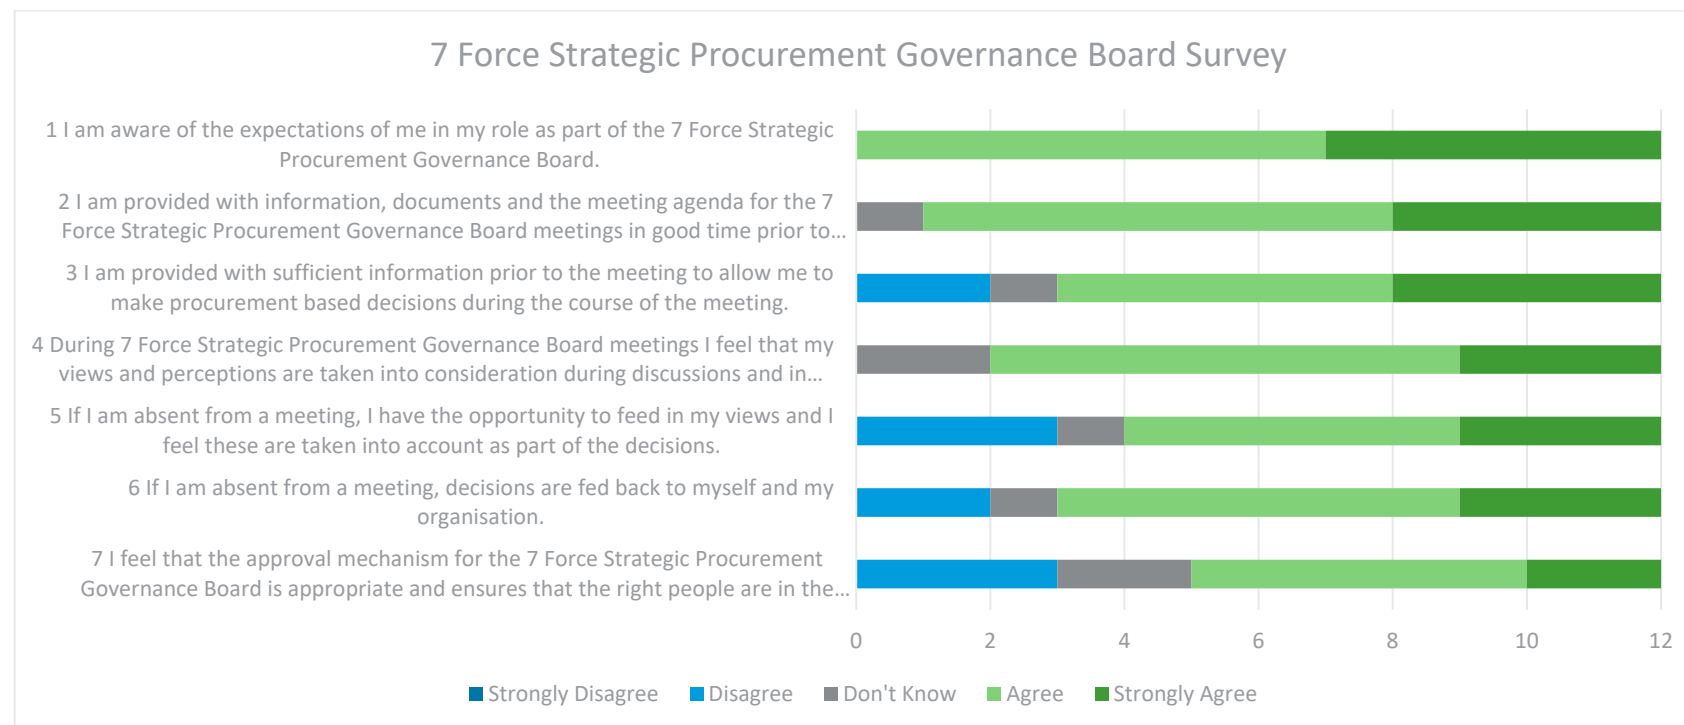 7 Force Strategic Procurement Governance Board Survey
1 I am aware of the expectations of me in my role as part of the 7 Force Strategic
Procurement Governance Board.
2 I am provided with information, documents and the meeting agenda for the 7
Force Strategic Procurement Governance Board meetings in good time prior to...
3 I am provided with sufficient information prior to the meeting to allow me to
make procurement based decisions during the course of the meeting.
4 During 7 Force Strategic Procurement Governance Board meetings I feel that my
views and perceptions are taken into consideration during discussions and in...
5 If I am absent from a meeting, I have the opportunity to feed in my views and I
feel these are taken into account as part of the decisions.
6 If I am absent from a meeting, decisions are fed back to myself and my
organisation.
7 I feel that the approval mechanism for the 7 Force Strategic Procurement
Governance Board is appropriate and ensures that the right people are in the...
0 2 4 6 8 10 12
Strongly Disagree Disagree Don't Know Agree Strongly Agree